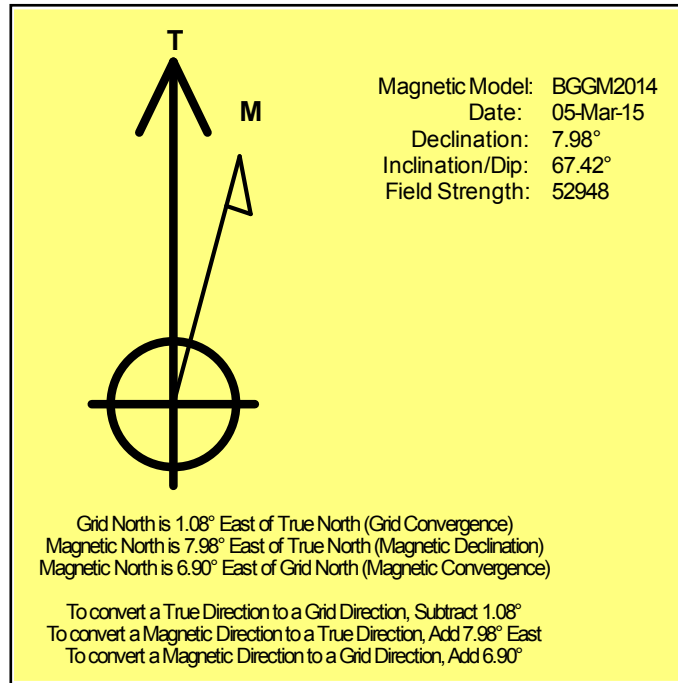 T
M
Magnetic Model: BGGM2014
Date: 05-Mar-15
Declination: 7.98°
Inclination/Dip: 67.42°
Field Strength: 52948
Grid North is 1.08° East of True North (Grid Convergence)
Magnetic North is 7.98° East of True North (Magnetic Declination)
Magnetic North is 6.90° East of Grid North (Magnetic Convergence)
To convert a True Direction to a Grid Direction, Subtract 1.08°
To convert a Magnetic Direction to a True Direction, Add 7.98° East
To convert a Magnetic Direction to a Grid Direction, Add 6.90°